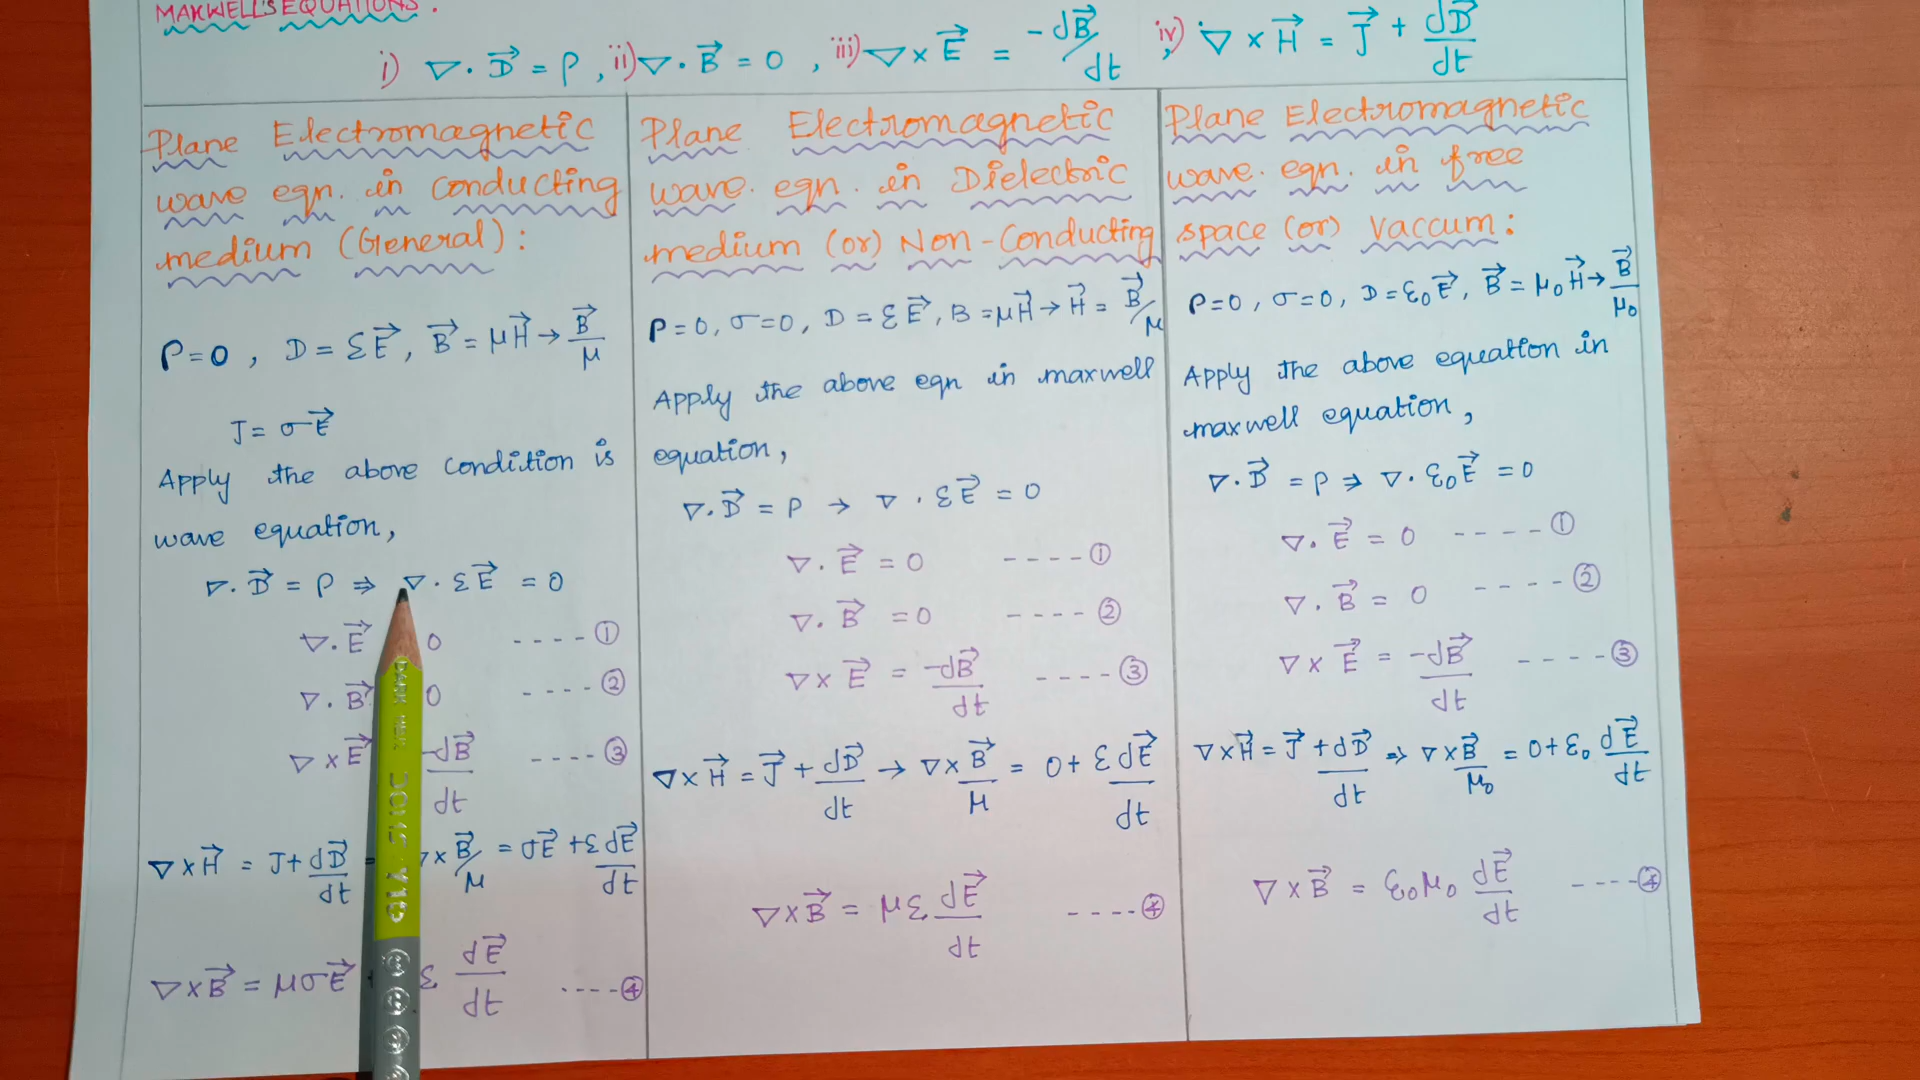 MAXWELL'S EQUATIONS :
i) ∇. D⃗ = ρ , ii) ∇. B⃗ = 0 , iii) ∇ × E⃗ = -dB⃗/dt , iv) ∇ × H⃗ = J⃗ + dD⃗/dt
Plane Electromagnetic
wave eqn. in conducting
medium (General) :
ρ=0 , D = εE⃗, B⃗ = μH⃗ → B⃗/μ
J= σE⃗
Apply the above condition is
wave equation,
∇. D⃗ = ρ ⇒ ∇. εE⃗ = 0
∇. E⃗ 0 ---- ①
∇. B⃗ 0 ---- ②
∇ × E⃗ -dB⃗/dt ---- ③
∇×H⃗ = J+ dD⃗/dt = ∇×B⃗/μ = σE⃗ + ε dE⃗/dt
∇×B⃗ = μσE⃗ ε dE⃗/dt ---- ④
Plane Electromagnetic
wave. eqn. in Dielectric
medium (or) Non-Conducting
ρ=0, σ=0, D = εE⃗, B =μH⃗ → H⃗ = B⃗/μ
Apply the above eqn in maxwell
equation,
∇. D⃗ = ρ → ∇ . εE⃗ = 0
∇. E⃗ = 0 ---- ①
∇. B⃗ =0 ---- ②
∇× E⃗ = -dB⃗/dt ---- ③
∇×H⃗ = J⃗ + dD⃗/dt → ∇× B⃗/μ = 0+ ε dE⃗/dt
∇×B⃗ = με dE⃗/dt ---- ④
Plane Electromagnetic
wave. eqn. in free
space (or) vaccum :
ρ=0 , σ=0, D=ε₀E⃗, B⃗ = μ₀H⃗ → B⃗/μ₀
Apply the above equation in
maxwell equation,
∇. D⃗ = ρ ⇒ ∇. ε₀E⃗ = 0
∇. E⃗ = 0 ---- ①
∇. B⃗ = 0 ---- ②
∇× E⃗ = -dB⃗/dt ---- ③
∇×H⃗ = J⃗ + dD⃗/dt ⇒ ∇×B⃗/μ₀ = 0+ε₀ dE⃗/dt
∇×B⃗ = ε₀μ₀ dE⃗/dt ---- ④
DOMS Y1